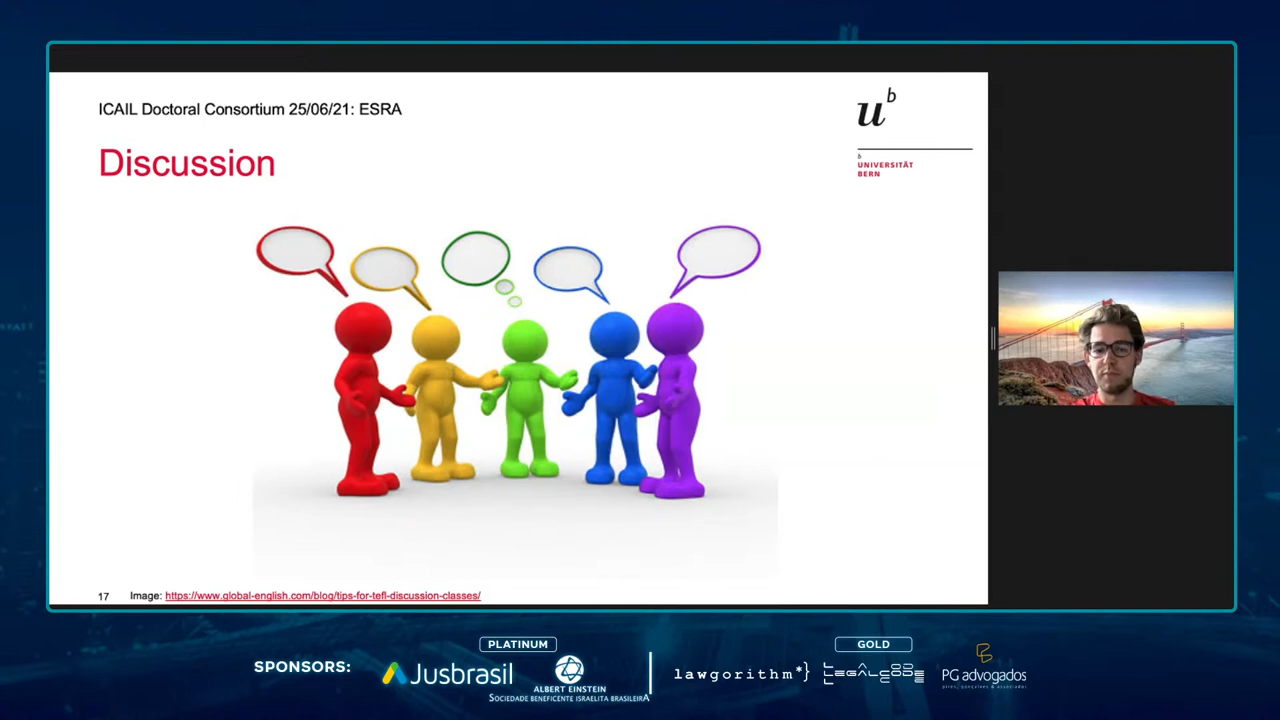 ICAIL Doctoral Consortium 25/06/21: ESRA
Discussion
u b
b
UNIVERSITÄT
BERN
17 Image: https://www.global-english.com/blog/tips-for-tefl-discussion-classes/
SPONSORS:
PLATINUM
Jusbrasil
ALBERT EINSTEIN
SOCIEDADE BENEFICENTE ISRAELITA BRASILEIRA
GOLD
lawgorithm*}
LEGALCODE
PG advogados